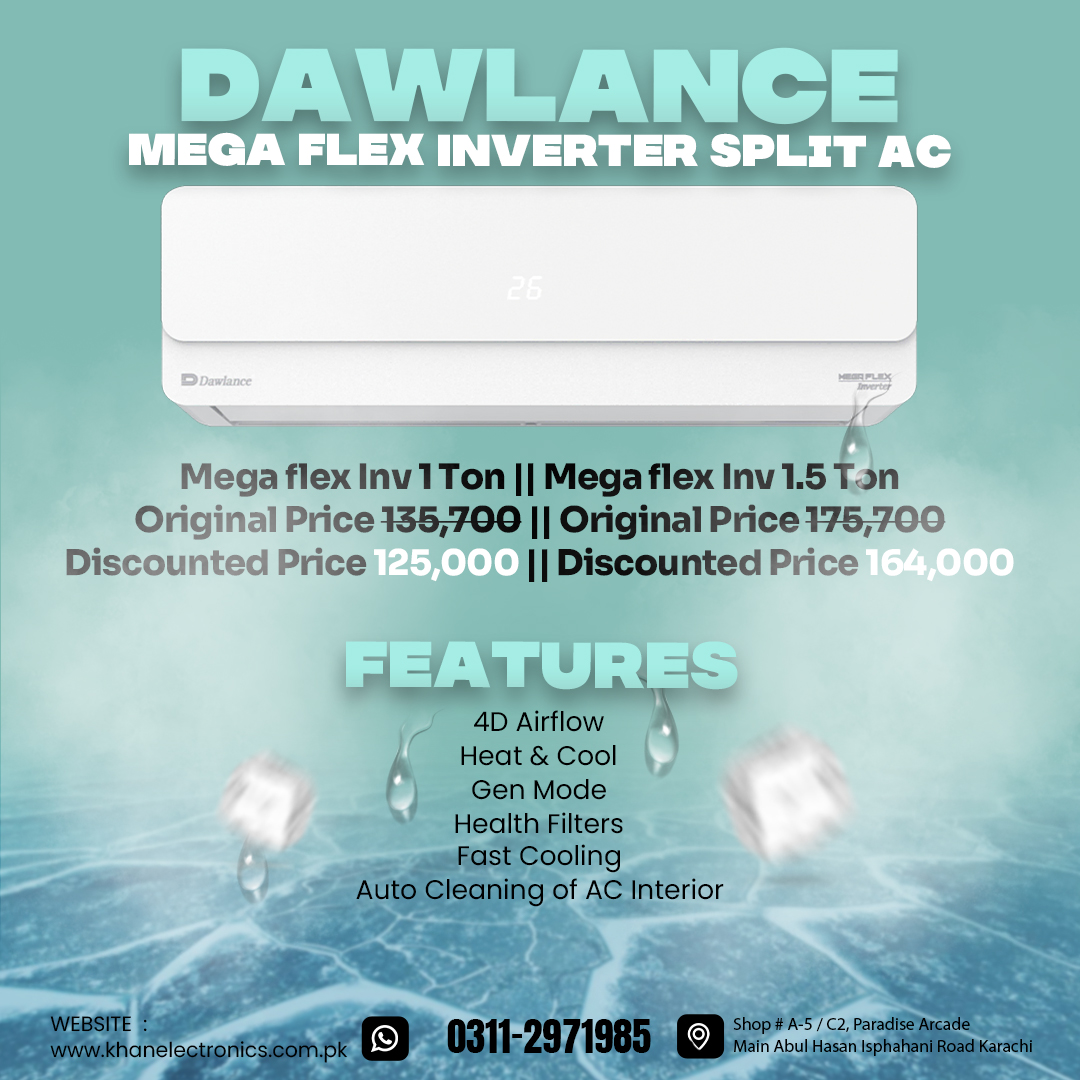 DAWLANCE
MEGA FLEX INVERTER SPLIT AC
26
Dawlance
MEGA FLEX
Inverter
Mega flex Inv 1 Ton || Mega flex Inv 1.5 Ton
Original Price 135,700 || Original Price 175,700
Discounted Price 125,000 || Discounted Price 164,000
FEATURES
4D Airflow
Heat & Cool
Gen Mode
Health Filters
Fast Cooling
Auto Cleaning of AC Interior
WEBSITE :
www.khanelectronics.com.pk
0311-2971985
Shop # A-5 / C2, Paradise Arcade
Main Abul Hasan Isphahani Road Karachi